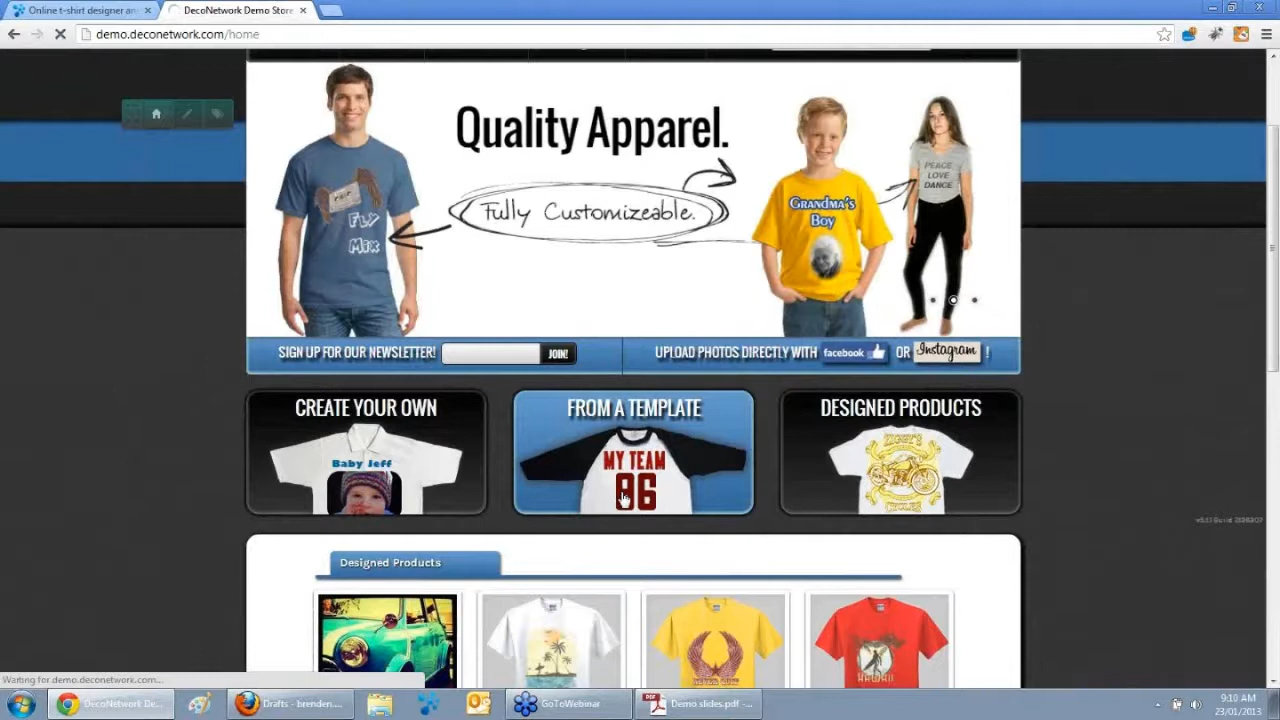 Online t-shirt designer an
DecoNetwork Demo Store
demo.deconetwork.com/home
Quality Apparel.
Fully Customizeable.
FLY
MIX
GRANDMA'S
BOY
PEACE
LOVE
DANCE
SIGN UP FOR OUR NEWSLETTER!
JOIN!
UPLOAD PHOTOS DIRECTLY WITH facebook OR Instagram !
CREATE YOUR OWN
FROM A TEMPLATE
DESIGNED PRODUCTS
Baby Jeff
MY TEAM
86
ZIGGY'S
CYCLES
Designed Products
HAWAII
Waiting for demo.deconetwork.com...
DecoNetwork De...
Drafts - brenden....
GoToWebinar
Demo slides.pdf -...
9:10 AM
23/01/2013